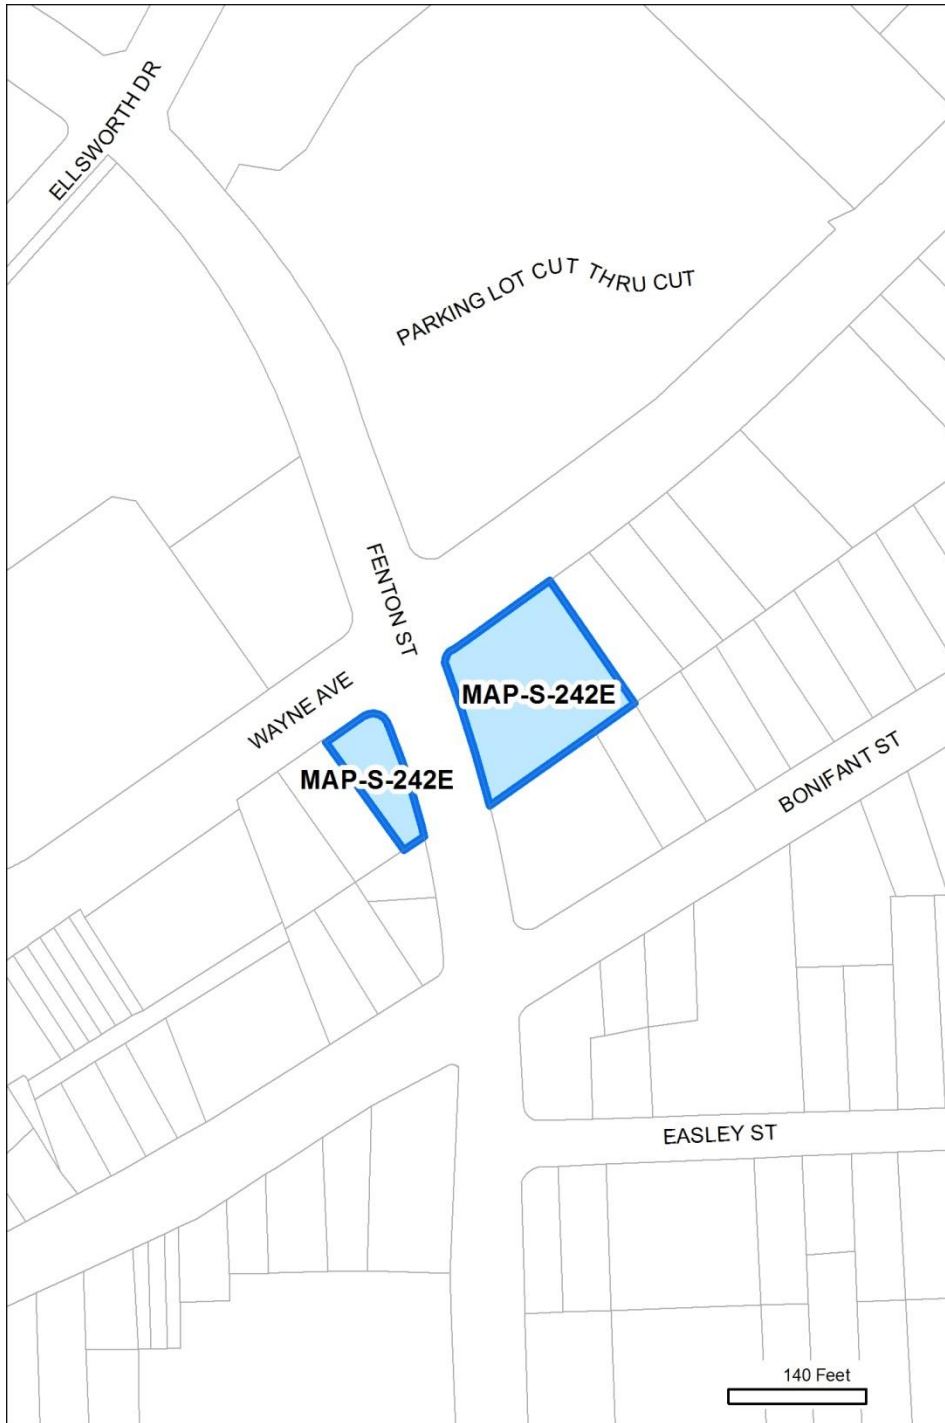 ELLSWORTH DR
PARKING LOT CUT THRU CUT
FENTON ST
WAYNE AVE
MAP-S-242E
MAP-S-242E
BONIFANT ST
EASLEY ST
140 Feet